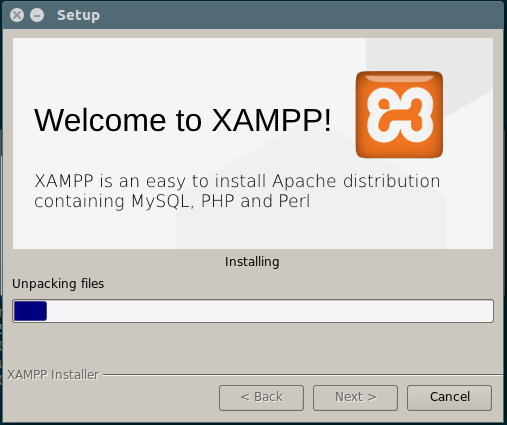 Setup
Welcome to XAMPP!
XAMPP is an easy to install Apache distribution
containing MySQL, PHP and Perl
Installing
Unpacking files
XAMPP Installer
< Back
Next >
Cancel